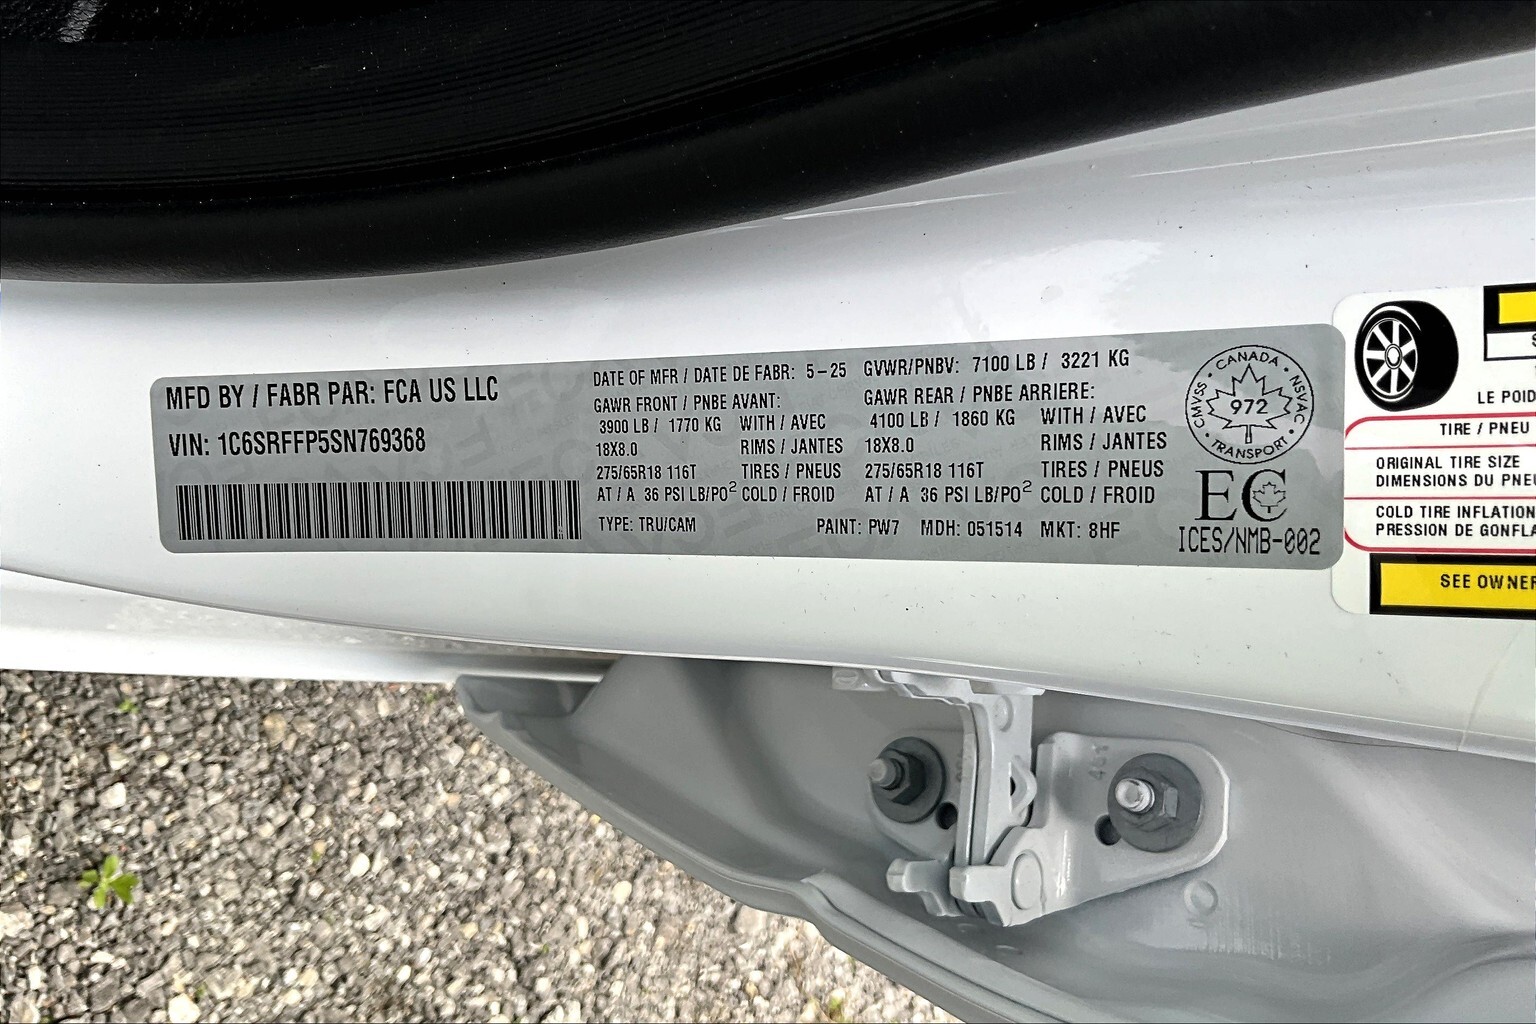 MFD BY / FABR PAR: FCA US LLC
VIN: 1C6SRFFP5SN769368
DATE OF MFR / DATE DE FABR: 5-25
GVWR/PNBV: 7100 LB / 3221 KG
GAWR FRONT / PNBE AVANT:
3900 LB / 1770 KG WITH / AVEC
18X8.0 RIMS / JANTES
275/65R18 116T TIRES / PNEUS
AT / A 36 PSI LB/PO² COLD / FROID
GAWR REAR / PNBE ARRIERE:
4100 LB / 1860 KG WITH / AVEC
18X8.0 RIMS / JANTES
275/65R18 116T TIRES / PNEUS
AT / A 36 PSI LB/PO² COLD / FROID
TYPE: TRU/CAM PAINT: PW7 MDH: 051514 MKT: 8HF
CANADA
CMVSS • NSVAC
972
TRANSPORT
EC
ICES/NMB-002
LE POID
TIRE / PNEU
ORIGINAL TIRE SIZE
DIMENSIONS DU PNEU
COLD TIRE INFLATION
PRESSION DE GONFLA
SEE OWNER